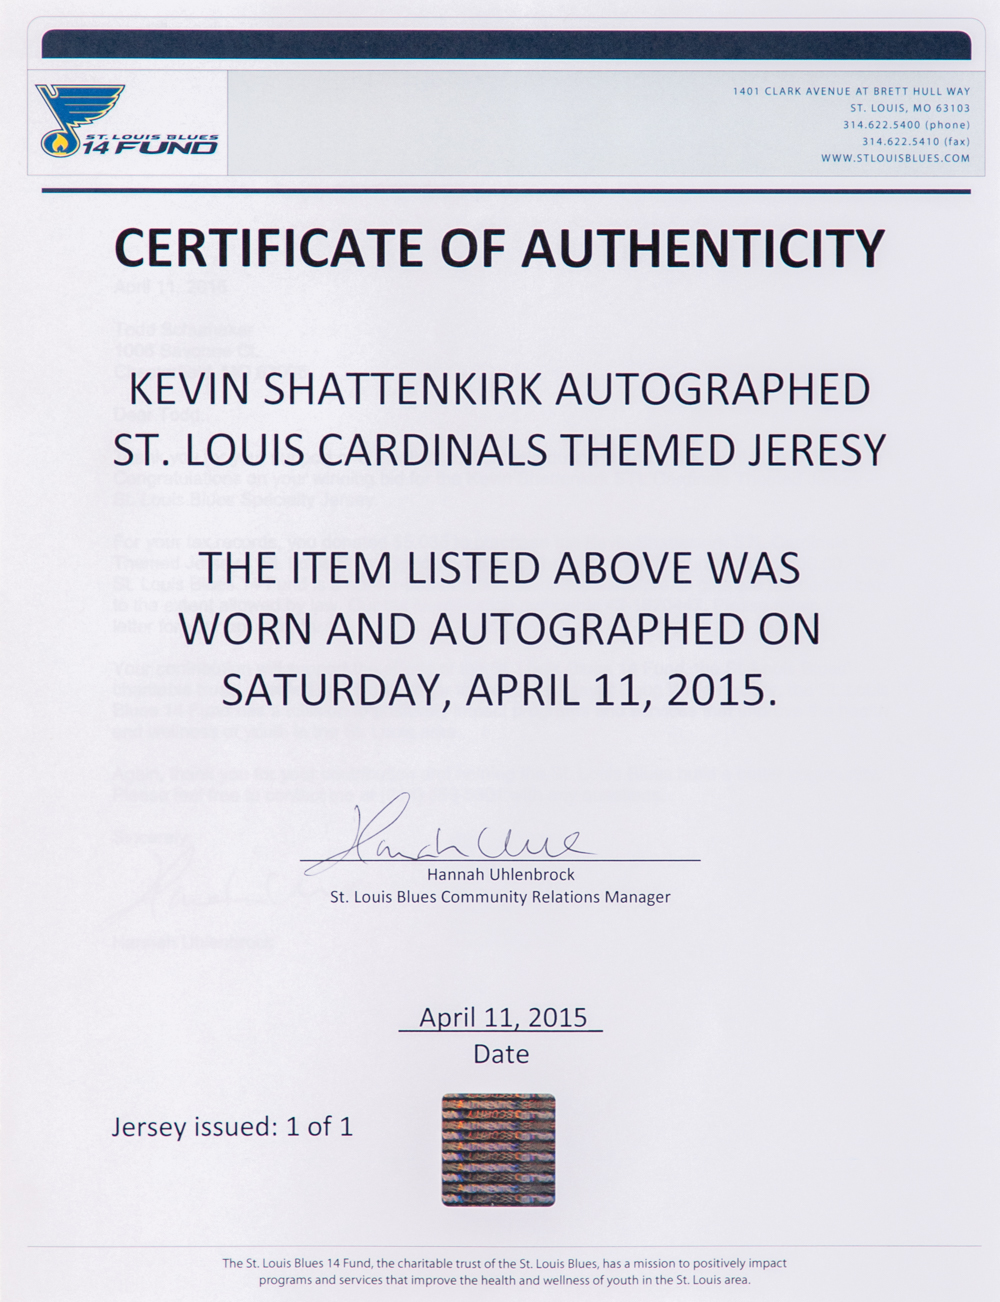 ST. LOUIS BLUES
14 FUND
1401 CLARK AVENUE AT BRETT HULL WAY
ST. LOUIS, MO 63103
314.622.5400 (phone)
314.622.5410 (fax)
WWW.STLOUISBLUES.COM
CERTIFICATE OF AUTHENTICITY
KEVIN SHATTENKIRK AUTOGRAPHED
ST. LOUIS CARDINALS THEMED JERESY
THE ITEM LISTED ABOVE WAS
WORN AND AUTOGRAPHED ON
SATURDAY, APRIL 11, 2015.
Hannah Uhlenbrock
St. Louis Blues Community Relations Manager
April 11, 2015
Date
Jersey issued: 1 of 1
The St. Louis Blues 14 Fund, the charitable trust of the St. Louis Blues, has a mission to positively impact
programs and services that improve the health and wellness of youth in the St. Louis area.